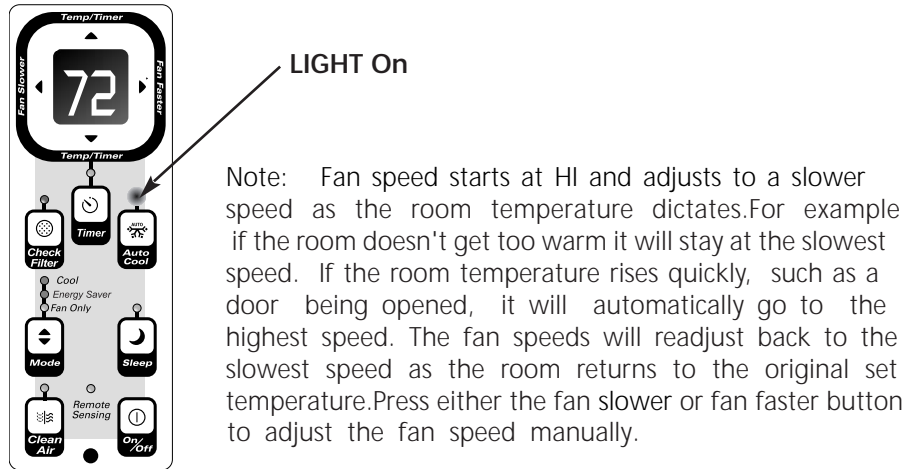 Temp/Timer
Fan Slower
72
Fan Faster
Temp/Timer
LIGHT On
Timer
Check
Filter
AUTO
Auto
Cool
Cool
Energy Saver
Fan Only
Mode
Sleep
Remote
Sensing
Clean
Air
On/Off
Note: Fan speed starts at HI and adjusts to a slower
speed as the room temperature dictates.For example
if the room doesn't get too warm it will stay at the slowest
speed. If the room temperature rises quickly, such as a
door being opened, it will automatically go to the
highest speed. The fan speeds will readjust back to the
slowest speed as the room returns to the original set
temperature.Press either the fan slower or fan faster button
to adjust the fan speed manually.